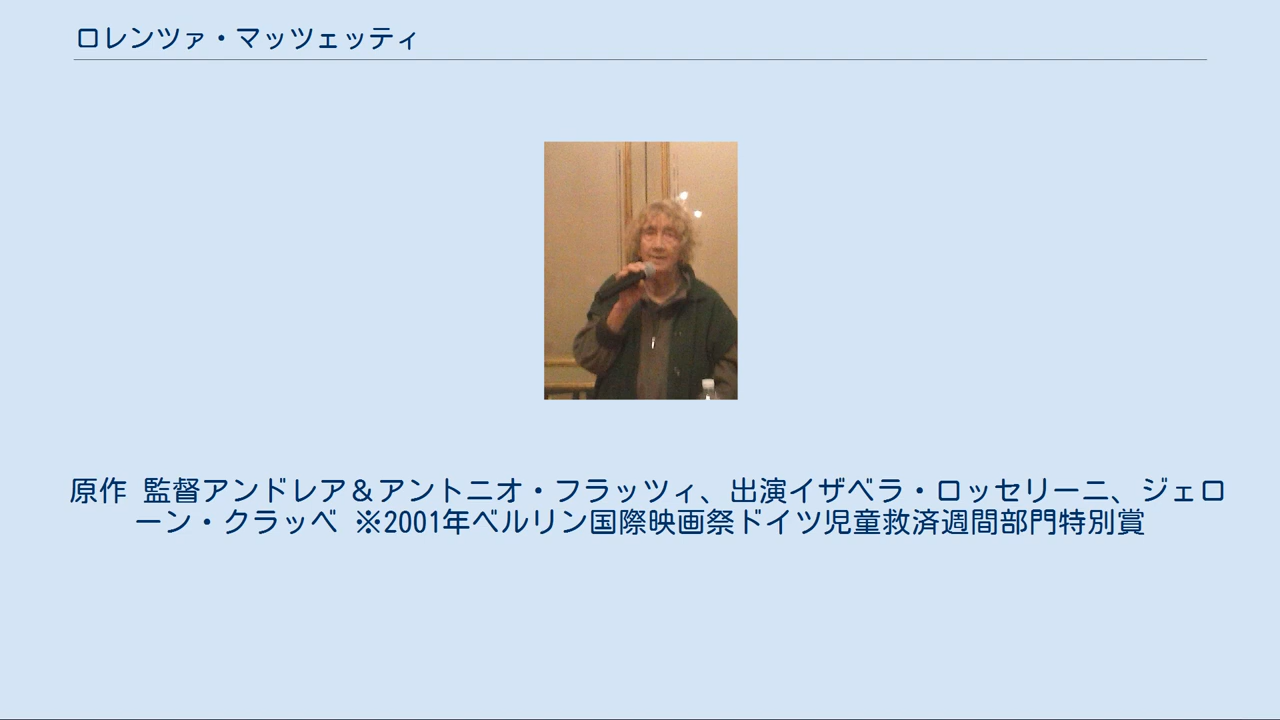 ロレンツァ・マッツェッティ
原作 監督アンドレア＆アントニオ・フラッツィ、出演イザベラ・ロッセリーニ、ジェロ
ーン・クラッベ ※2001年ベルリン国際映画祭ドイツ児童救済週間部門特別賞